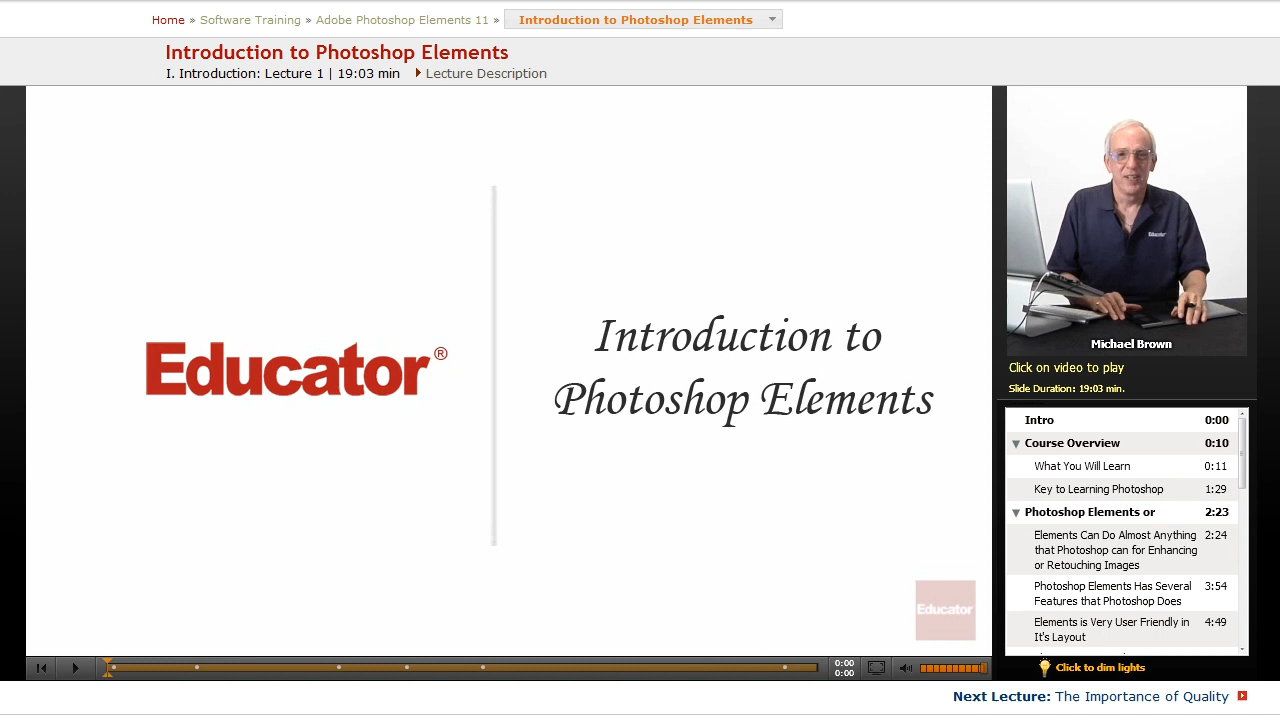 Home » Software Training » Adobe Photoshop Elements 11 » Introduction to Photoshop Elements
Introduction to Photoshop Elements
I. Introduction: Lecture 1 | 19:03 min Lecture Description
Educator®
Introduction to
Photoshop Elements
Educator
Educator
Michael Brown
Click on video to play
Slide Duration: 19:03 min.
Intro 0:00
Course Overview 0:10
What You Will Learn 0:11
Key to Learning Photoshop 1:29
Photoshop Elements or 2:23
Elements Can Do Almost Anything 2:24
that Photoshop can for Enhancing
or Retouching Images
Photoshop Elements Has Several 3:54
Features that Photoshop Does
Elements is Very User Friendly in 4:49
It's Layout
0:00
0:00
Click to dim lights
Next Lecture: The Importance of Quality